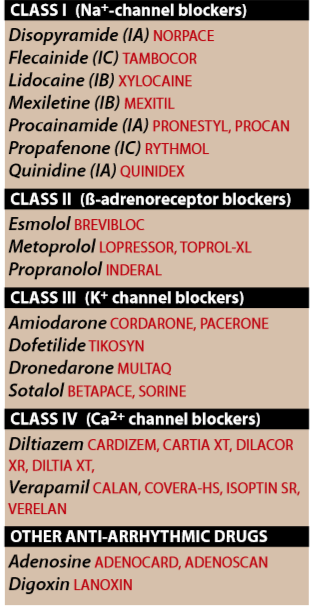 CLASS I (Na+-channel blockers)
Disopyramide (IA) NORPACE
Flecainide (IC) TAMBOCOR
Lidocaine (IB) XYLOCAINE
Mexiletine (IB) MEXITIL
Procainamide (IA) PRONESTYL, PROCAN
Propafenone (IC) RYTHMOL
Quinidine (IA) QUINIDEX
CLASS II (ß-adrenoreceptor blockers)
Esmolol BREVIBLOC
Metoprolol LOPRESSOR, TOPROL-XL
Propranolol INDERAL
CLASS III (K+ channel blockers)
Amiodarone CORDARONE, PACERONE
Dofetilide TIKOSYN
Dronedarone MULTAQ
Sotalol BETAPACE, SORINE
CLASS IV (Ca2+ channel blockers)
Diltiazem CARDIZEM, CARTIA XT, DILACOR
XR, DILTIA XT,
Verapamil CALAN, COVERA-HS, ISOPTIN SR,
VERELAN
OTHER ANTI-ARRHYTHMIC DRUGS
Adenosine ADENOCARD, ADENOSCAN
Digoxin LANOXIN